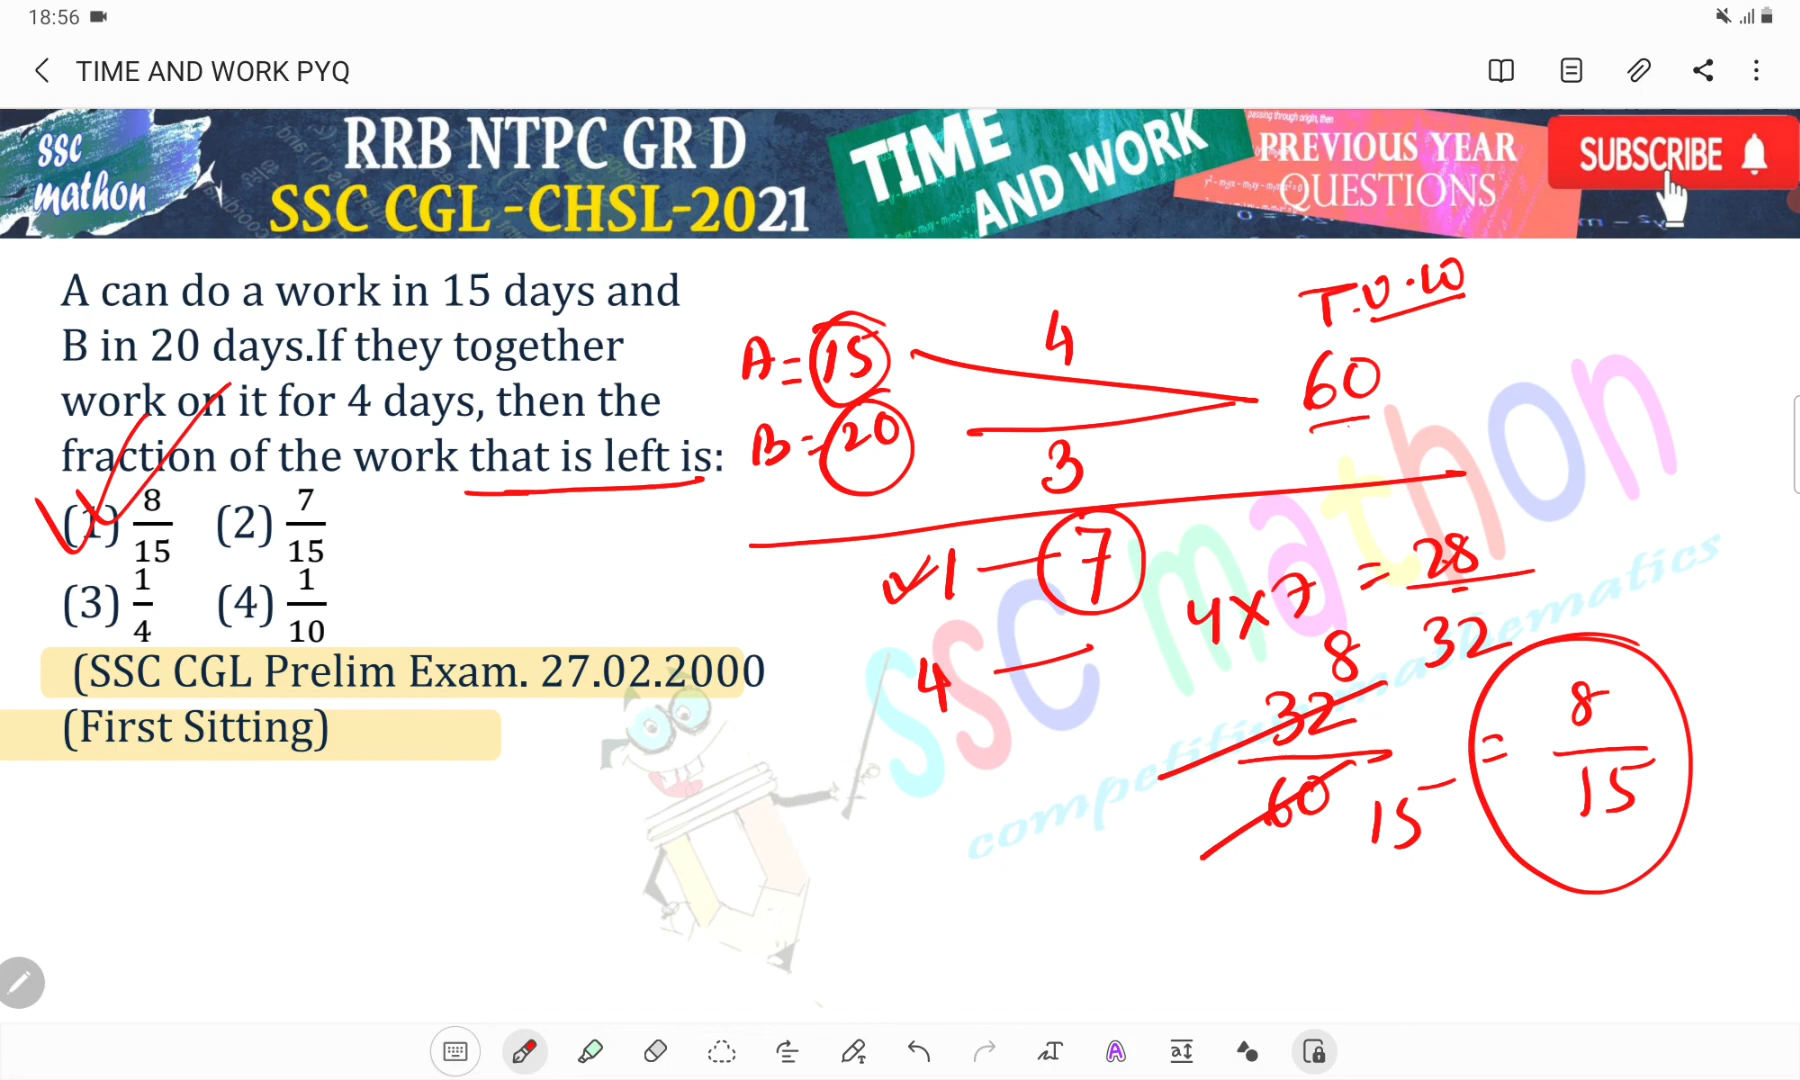 18:56
TIME AND WORK PYQ
SSC
mathon
RRB NTPC GR D
SSC CGL -CHSL-2021
TIME
AND WORK
passing through origin, then
PREVIOUS YEAR
QUESTIONS
SUBSCRIBE
A can do a work in 15 days and
B in 20 days.If they together
work on it for 4 days, then the
fraction of the work that is left is:
(1) 8/15 (2) 7/15
(3) 1/4 (4) 1/10
(SSC CGL Prelim Exam. 27.02.2000
(First Sitting)
T.O.W
A = 15 4
60
B = 20 3
1 — 7
4 —
4 x 7 = 28
32
8
32/60
15
= 8/15
SSC mathon
competitive mathematics